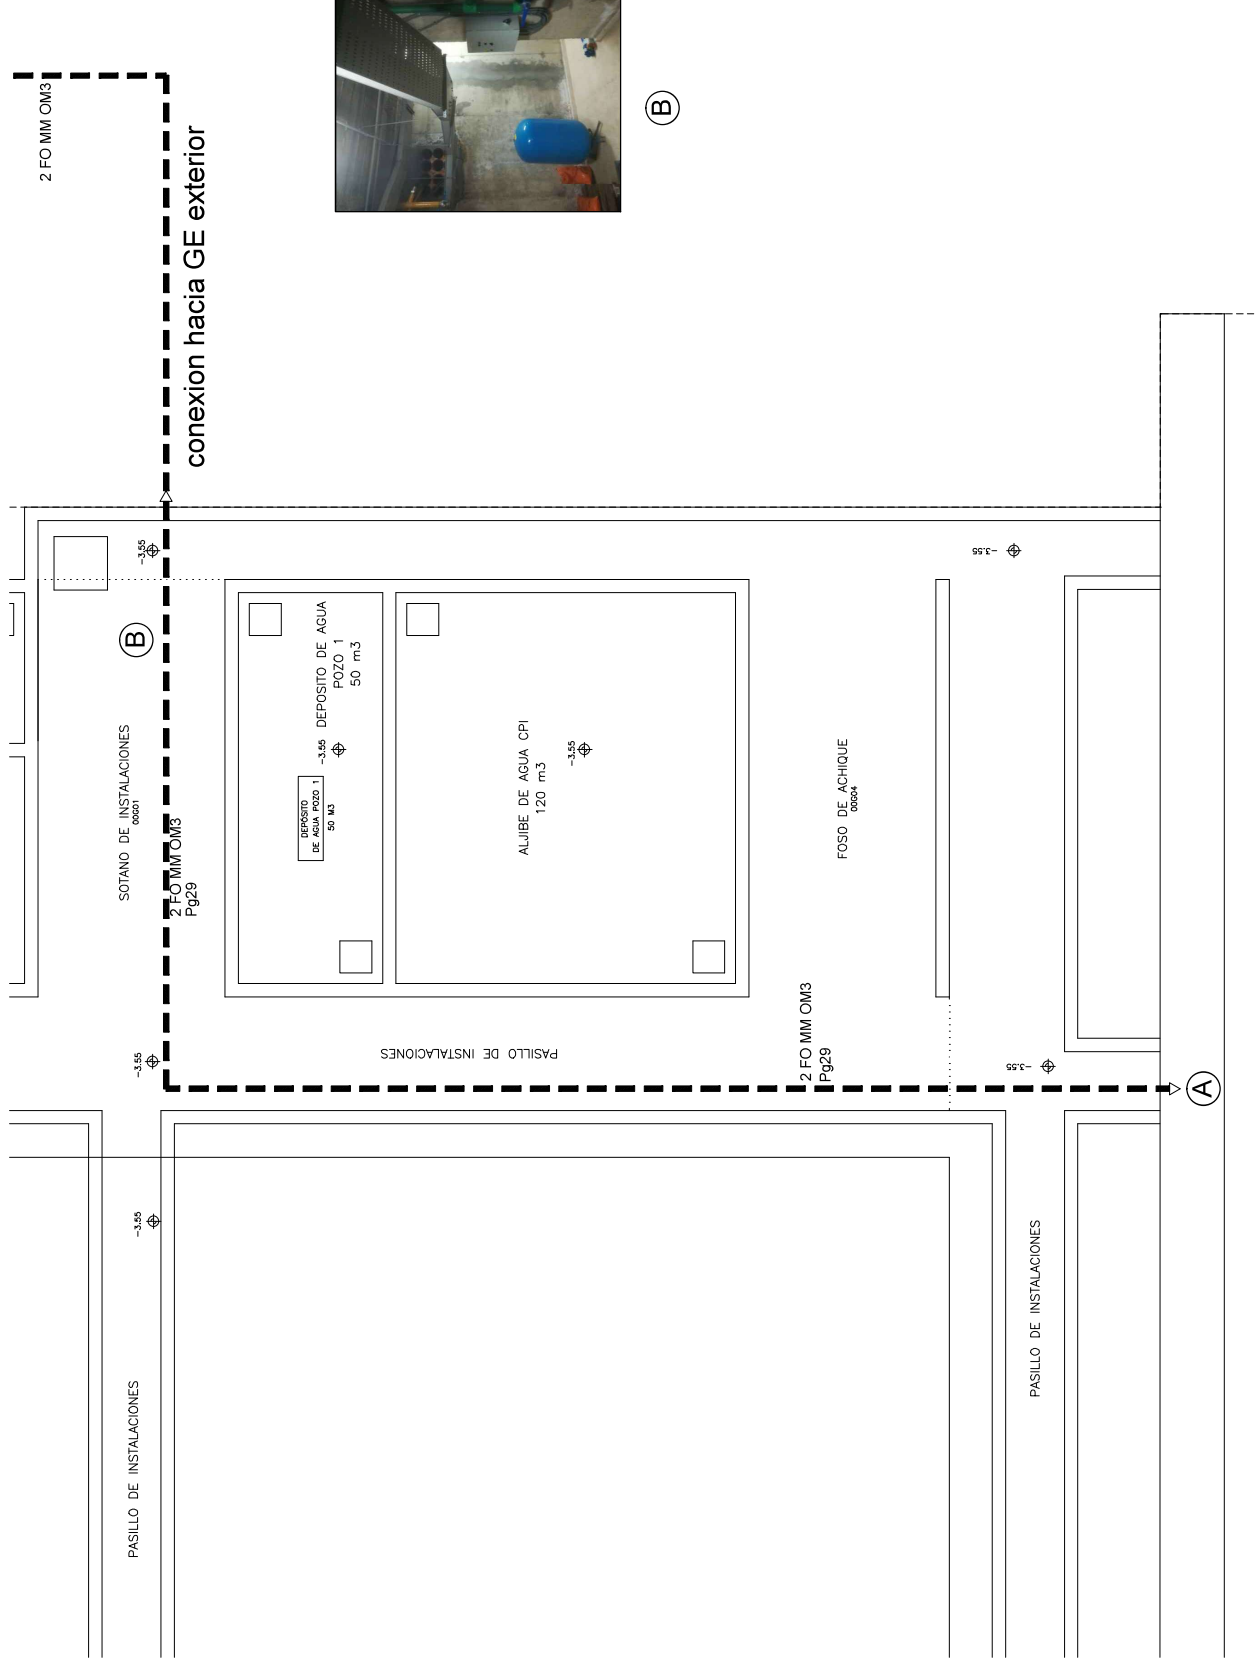 2 FO MM OM3
conexion hacia GE exterior
B
-3.55
-3.55
B
SOTANO DE INSTALACIONES
00G01
2 FO MM OM3
Pg29
DEPOSITO DE AGUA
POZO 1
50 m3
-3.55
DEPÓSITO
DE AGUA POZO 1
50 M3
ALJIBE DE AGUA CPI
120 m3
-3.55
FOSO DE ACHIQUE
00G04
-3.55
PASILLO DE INSTALACIONES
2 FO MM OM3
Pg29
-3.55
A
-3.55
PASILLO DE INSTALACIONES
PASILLO DE INSTALACIONES